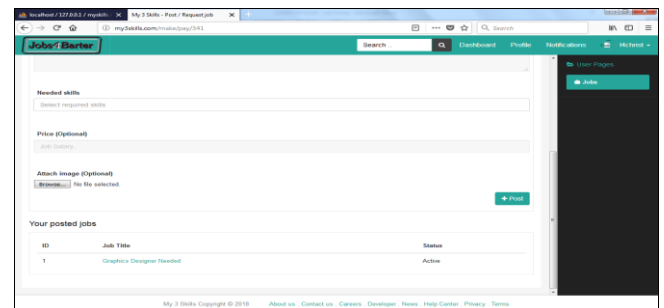 localhost / 127.0.0.1 / myskills
My 3 Skills - Post / Request job
my3skills.com/make/pay/341
Search
Jobs4Barter
Search ..
Dashboard
Profile
Notifications
Michrist
User Pages
Jobs
Needed skills
Select required skills
Price (Optional)
Job Salary
Attach image (Optional)
Browse... No file selected.
+ Post
Your posted jobs
ID Job Title Status
1 Graphics Designer Needed Active
My 3 Skills Copyright © 2018 About us . Contact us . Careers . Developer . News . Help Center . Privacy . Terms